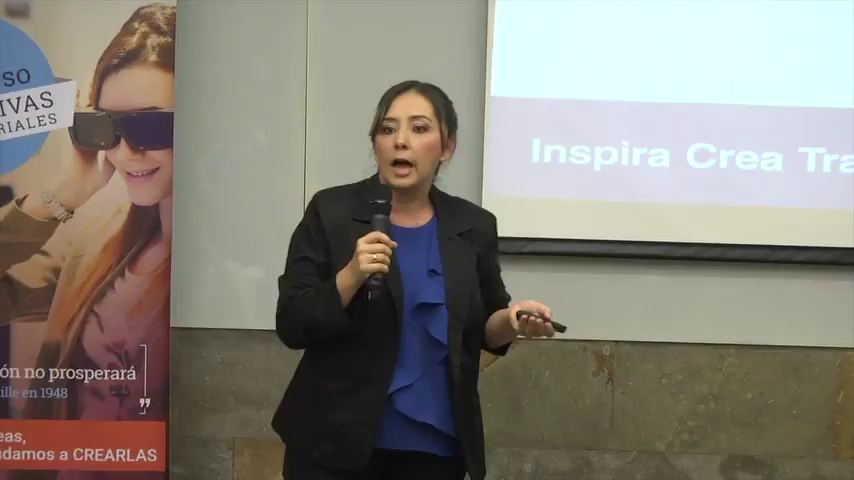 SO
IVAS
RIALES
ón no prosperará
ille en 1948
"
eas,
udamos a CREARLAS
Inspira Crea Tra